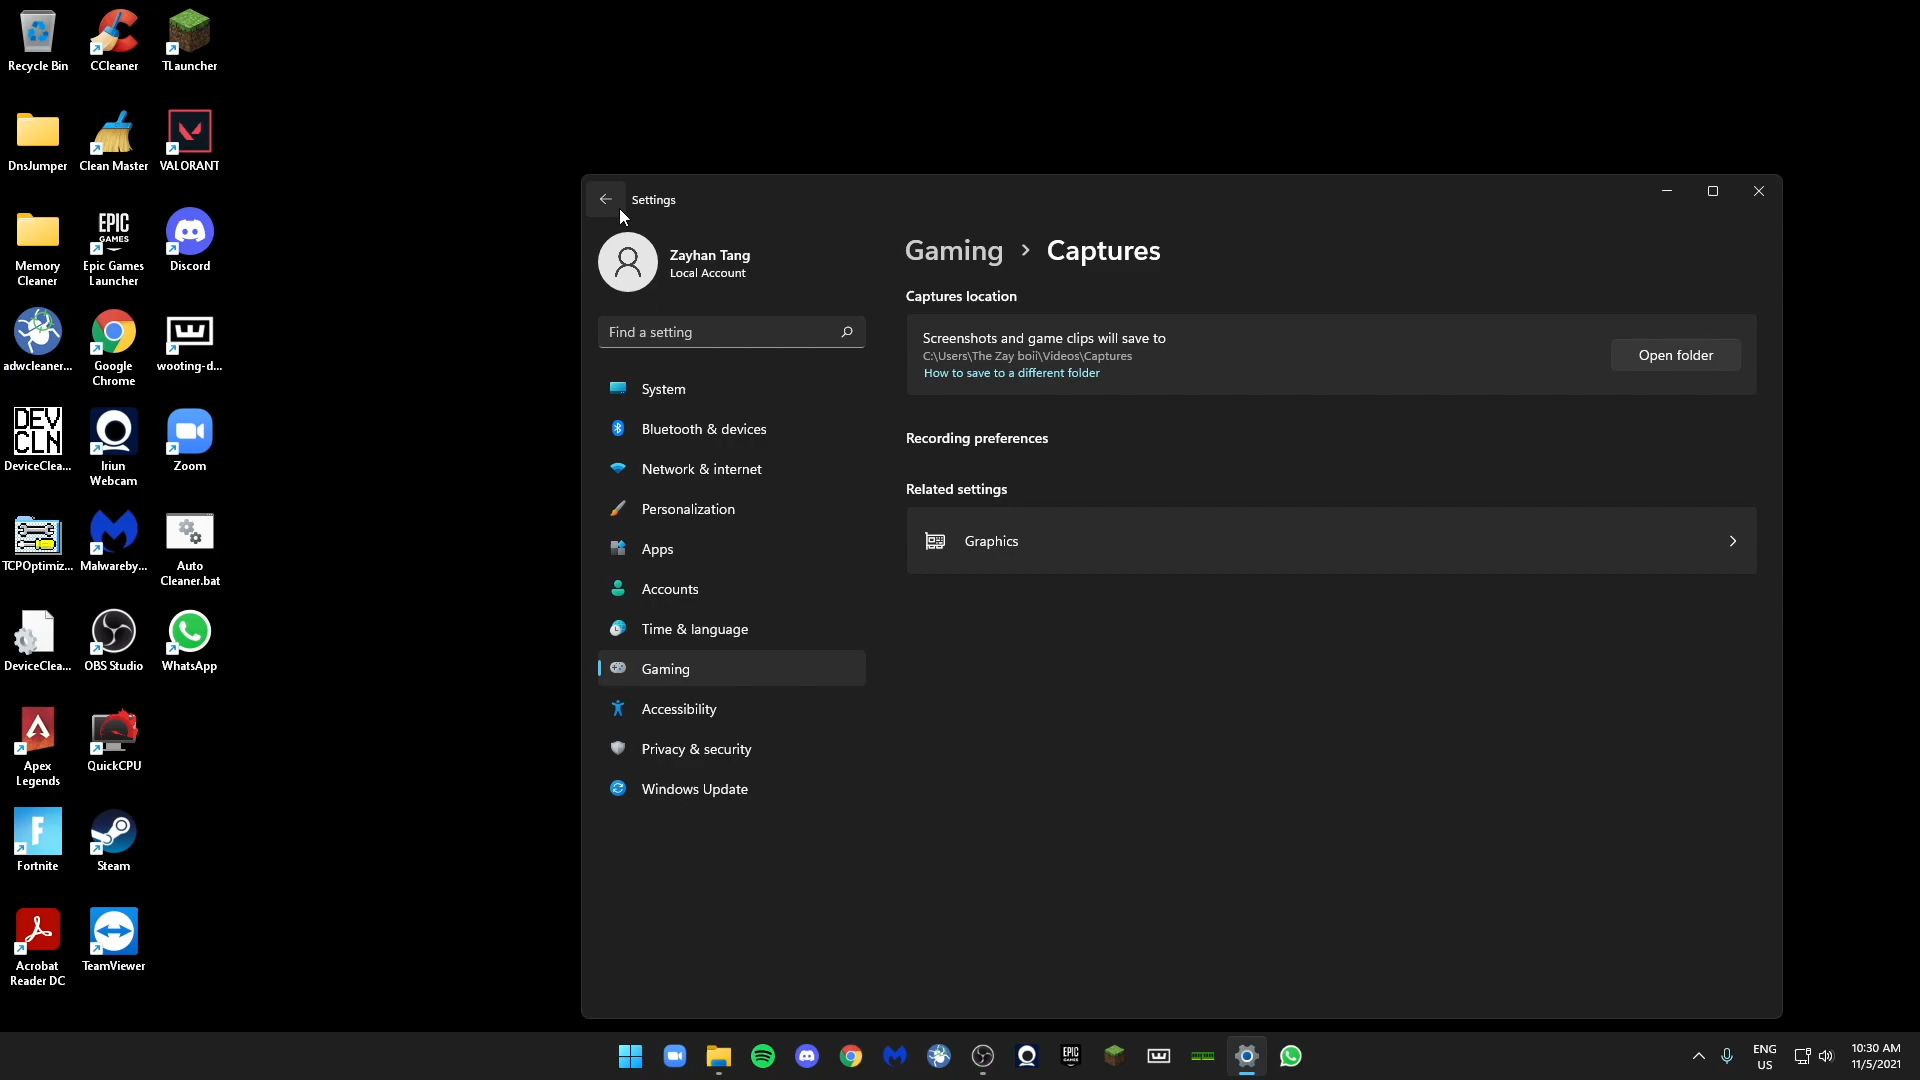 Recycle Bin
CCleaner
TLauncher
DnsJumper
Clean Master
VALORANT
Memory
Cleaner
EPIC
GAMES
Epic Games
Launcher
Discord
adwcleaner...
Google
Chrome
wooting-d...
DEV
CLN
DeviceClea...
Iriun
Webcam
Zoom
TCPOptimiz...
Malwareby...
Auto
Cleaner.bat
DeviceClea...
OBS Studio
WhatsApp
Apex
Legends
QuickCPU
Fortnite
Steam
Acrobat
Reader DC
TeamViewer
Settings
Zayhan Tang
Local Account
Find a setting
System
Bluetooth & devices
Network & internet
Personalization
Apps
Accounts
Time & language
Gaming
Accessibility
Privacy & security
Windows Update
Gaming > Captures
Captures location
Screenshots and game clips will save to
C:\Users\The Zay boii\Videos\Captures
How to save to a different folder
Open folder
Recording preferences
Related settings
Graphics
EPIC
ENG
US
10:30 AM
11/5/2021